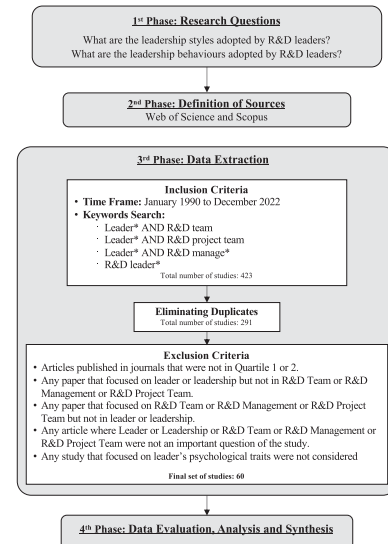 1st Phase: Research Questions
What are the leadership styles adopted by R&D leaders?
What are the leadership behaviours adopted by R&D leaders?
2nd Phase: Definition of Sources
Web of Science and Scopus
3rd Phase: Data Extraction
Inclusion Criteria
• Time Frame: January 1990 to December 2022
• Keywords Search:
· Leader* AND R&D team
· Leader* AND R&D project team
· Leader* AND R&D manage*
· R&D leader*
Total number of studies: 423
Eliminating Duplicates
Total number of studies: 291
Exclusion Criteria
• Articles published in journals that were not in Quartile 1 or 2.
• Any paper that focused on leader or leadership but not in R&D Team or R&D
Management or R&D Project Team.
• Any paper that focused on R&D Team or R&D Management or R&D Project
Team but not in leader or leadership.
• Any article where Leader or Leadership or R&D Team or R&D Management or
R&D Project Team were not an important question of the study.
• Any study that focused on leader's psychological traits were not considered
Final set of studies: 60
4th Phase: Data Evaluation, Analysis and Synthesis